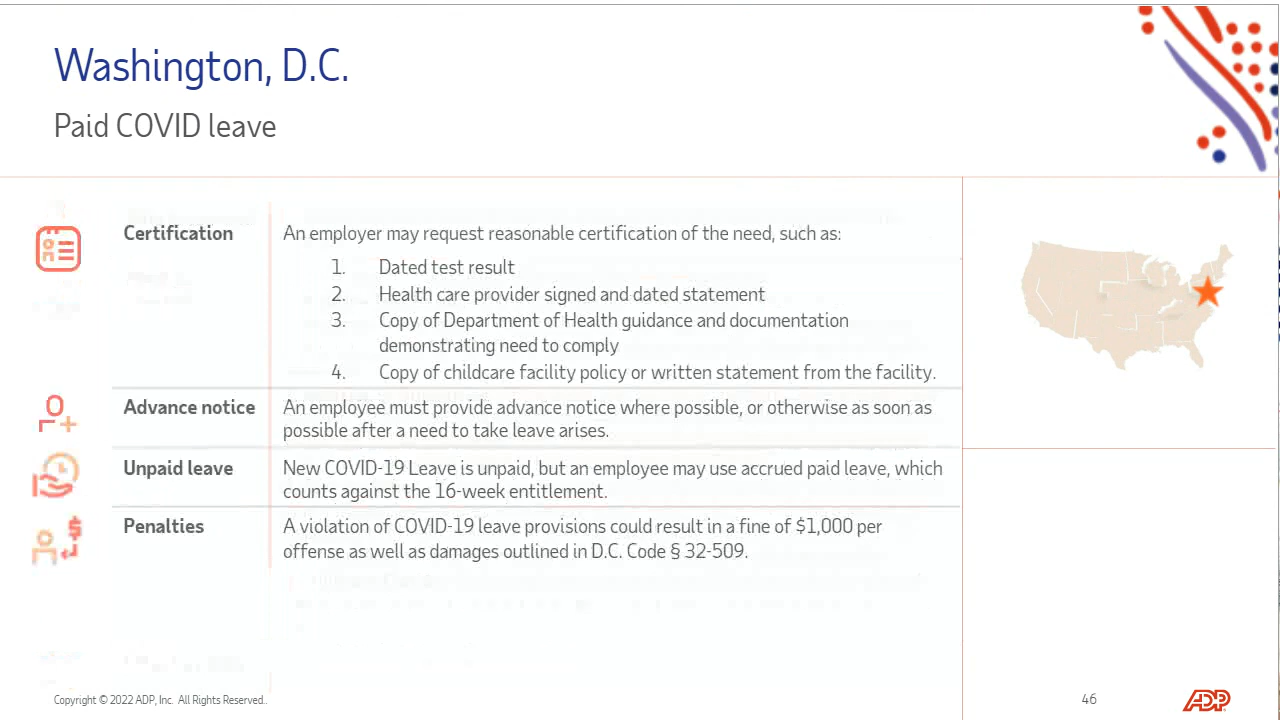 Washington, D.C.
Paid COVID leave
Certification
An employer may request reasonable certification of the need, such as:
1. Dated test result
2. Health care provider signed and dated statement
3. Copy of Department of Health guidance and documentation
demonstrating need to comply
4. Copy of childcare facility policy or written statement from the facility.
Advance notice
An employee must provide advance notice where possible, or otherwise as soon as
possible after a need to take leave arises.
Unpaid leave
New COVID-19 Leave is unpaid, but an employee may use accrued paid leave, which
counts against the 16-week entitlement.
Penalties
A violation of COVID-19 leave provisions could result in a fine of $1,000 per
offense as well as damages outlined in D.C. Code § 32-509.
Copyright © 2022 ADP, Inc. All Rights Reserved..
46
ADP